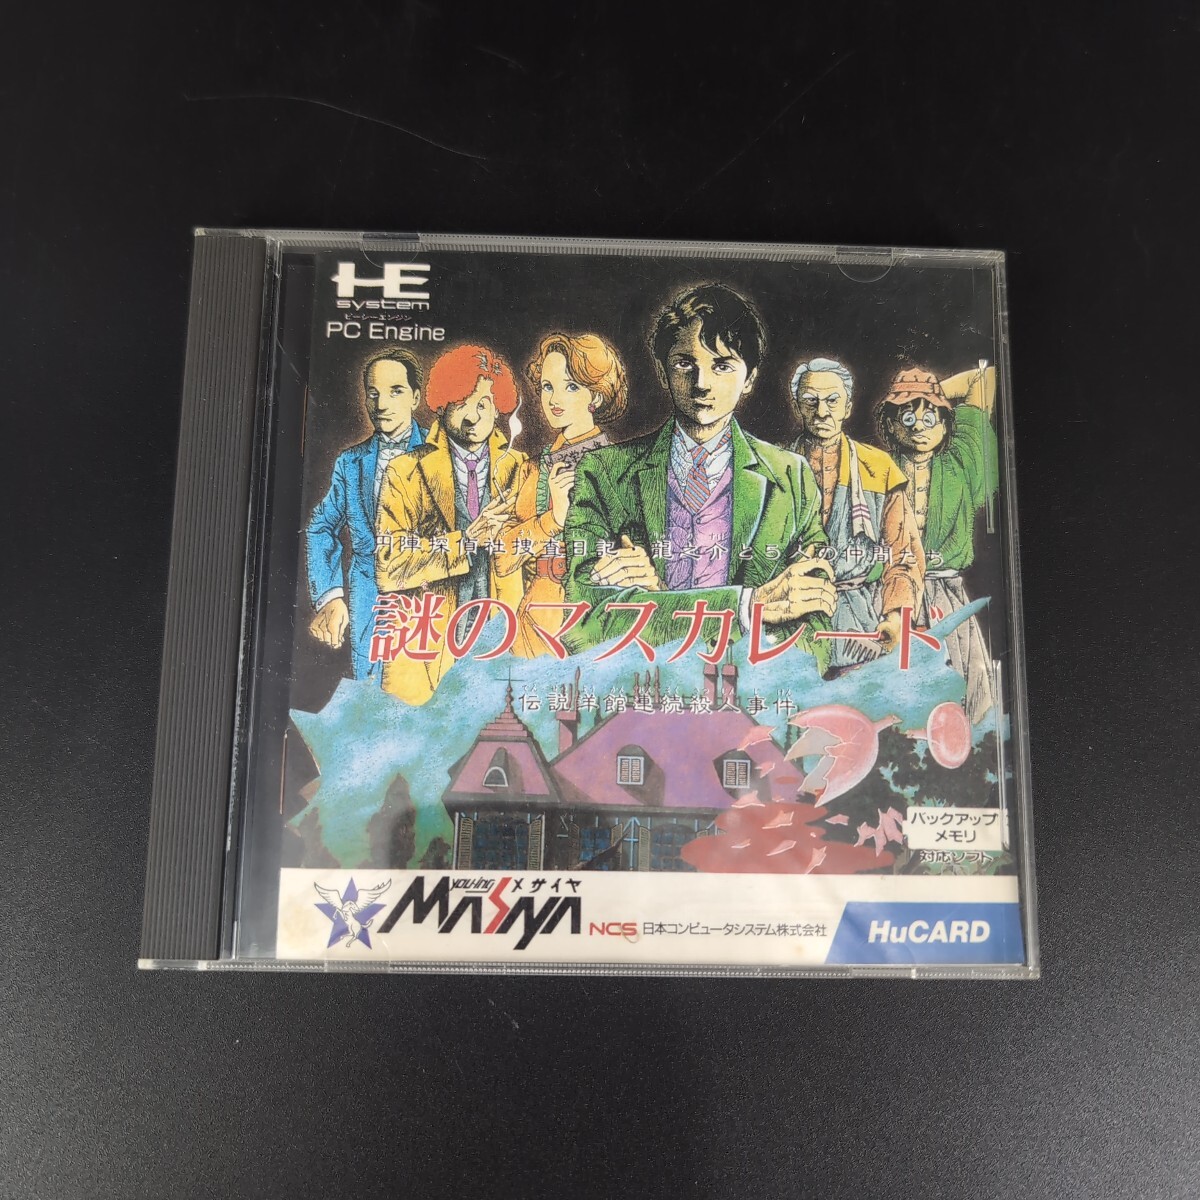 HE
system
ピーシーエンジン
PC Engine
円陣探偵社捜査日記 龍之介と5人の仲間たち
謎のマスカレード
伝説洋館連続殺人事件
バックアップ
メモリ
対応ソフト
you-ing メサイヤ
MASAYA NCS 日本コンピュータシステム株式会社 HuCARD